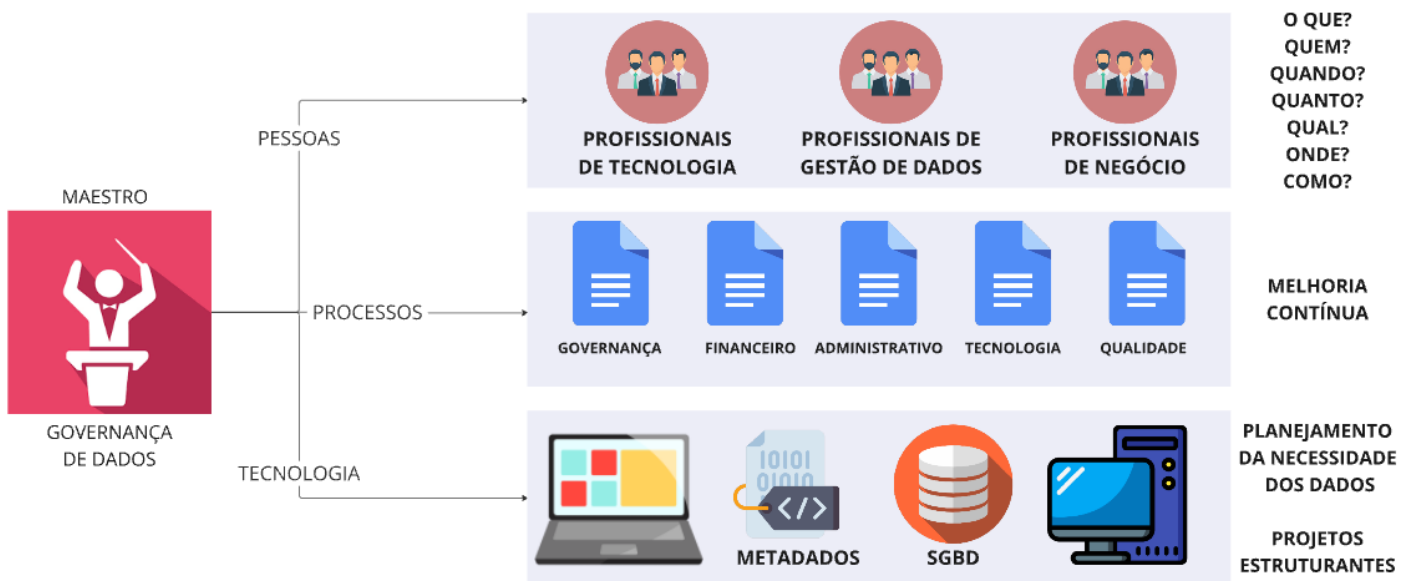 MAESTRO
GOVERNANÇA
DE DADOS
PESSOAS
PROFISSIONAIS
DE TECNOLOGIA
PROFISSIONAIS DE
GESTÃO DE DADOS
PROFISSIONAIS
DE NEGÓCIO
O QUE?
QUEM?
QUANDO?
QUANTO?
QUAL?
ONDE?
COMO?
PROCESSOS
GOVERNANÇA
FINANCEIRO
ADMINISTRATIVO
TECNOLOGIA
QUALIDADE
MELHORIA
CONTÍNUA
TECNOLOGIA
10101
01010
</>
METADADOS
SGBD
PLANEJAMENTO
DA NECESSIDADE
DOS DADOS
PROJETOS
ESTRUTURANTES